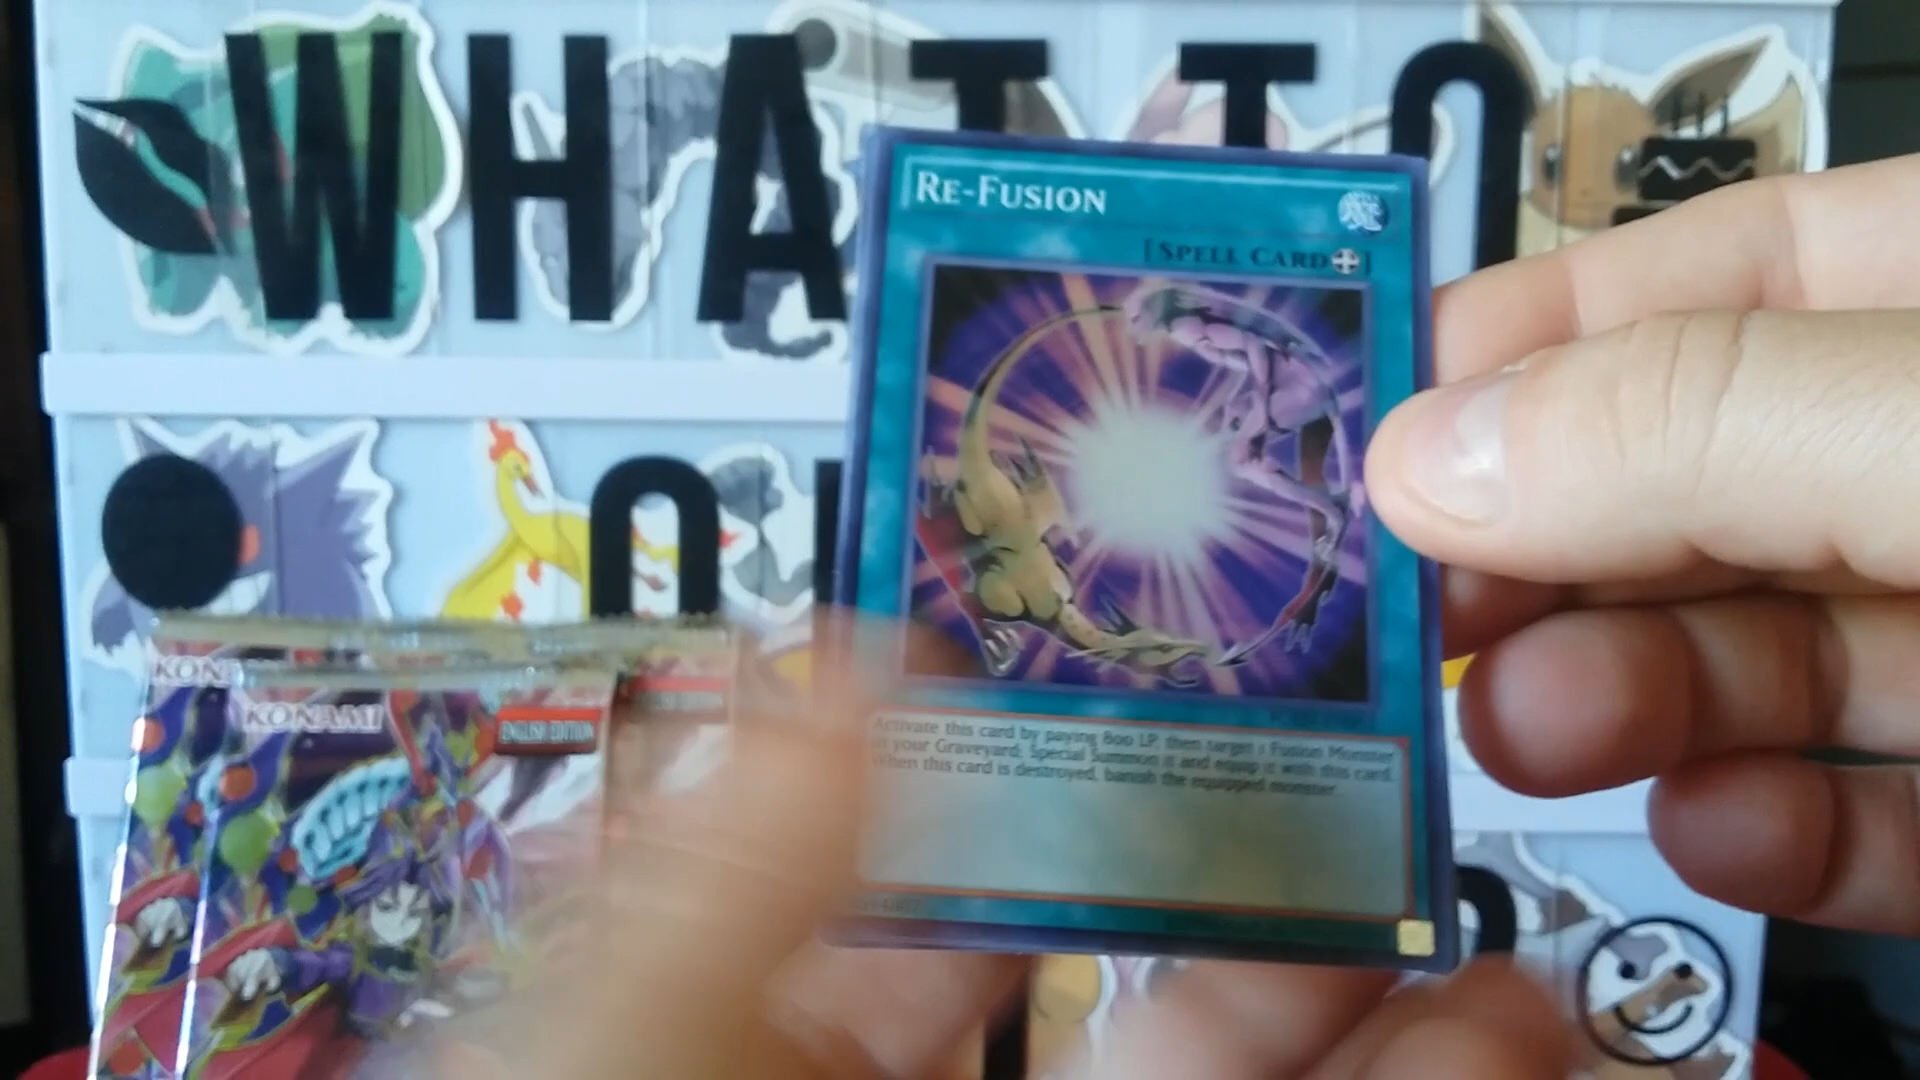 WHAT TO
RE-FUSION
[SPELL CARD]
Activate this card by paying 800 LP, then target 1 Fusion Monster
in your Graveyard; Special Summon it and equip it with this card.
When this card is destroyed, banish the equipped monster.
KONAMI
KONAMI
ENGLISH EDITION